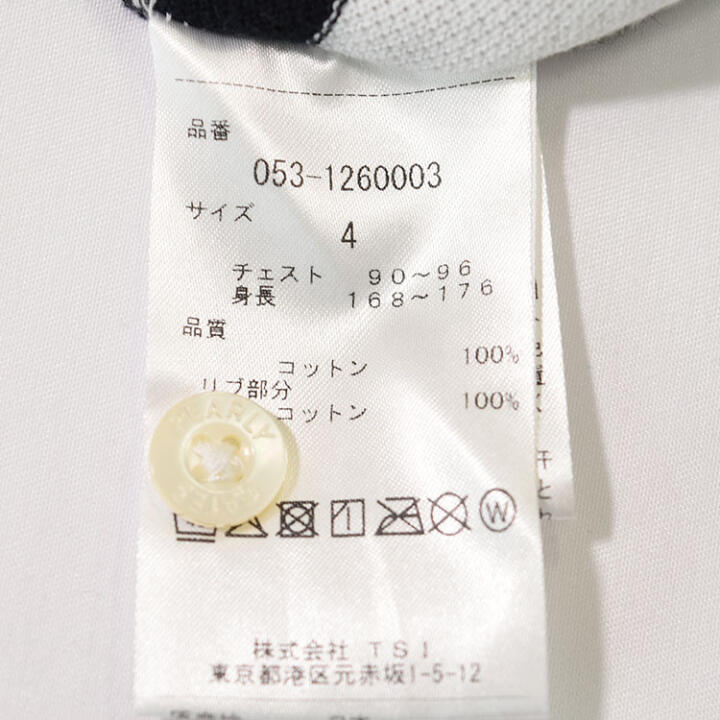 品番
053-1260003
サイズ
4
チェスト 90～96
身長 168～176
品質
コットン 100%
リブ部分
コットン 100%
PEARLY
GATES
W
株式会社 TSI
東京都港区元赤坂1-5-12